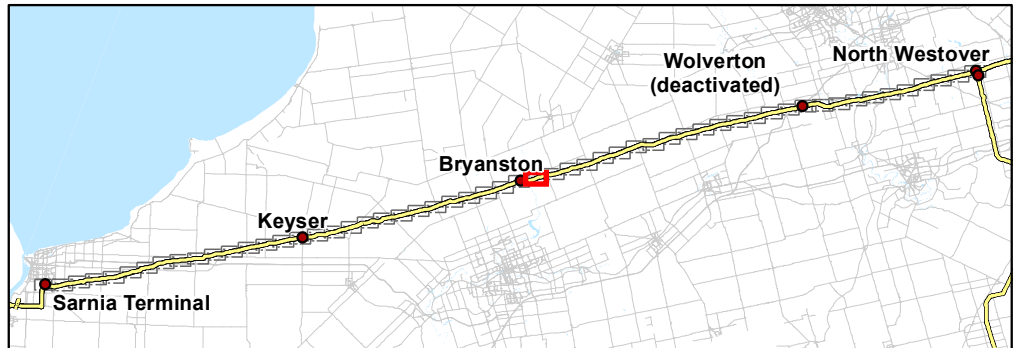 Wolverton
(deactivated)
North Westover
Bryanston
Keyser
Sarnia Terminal